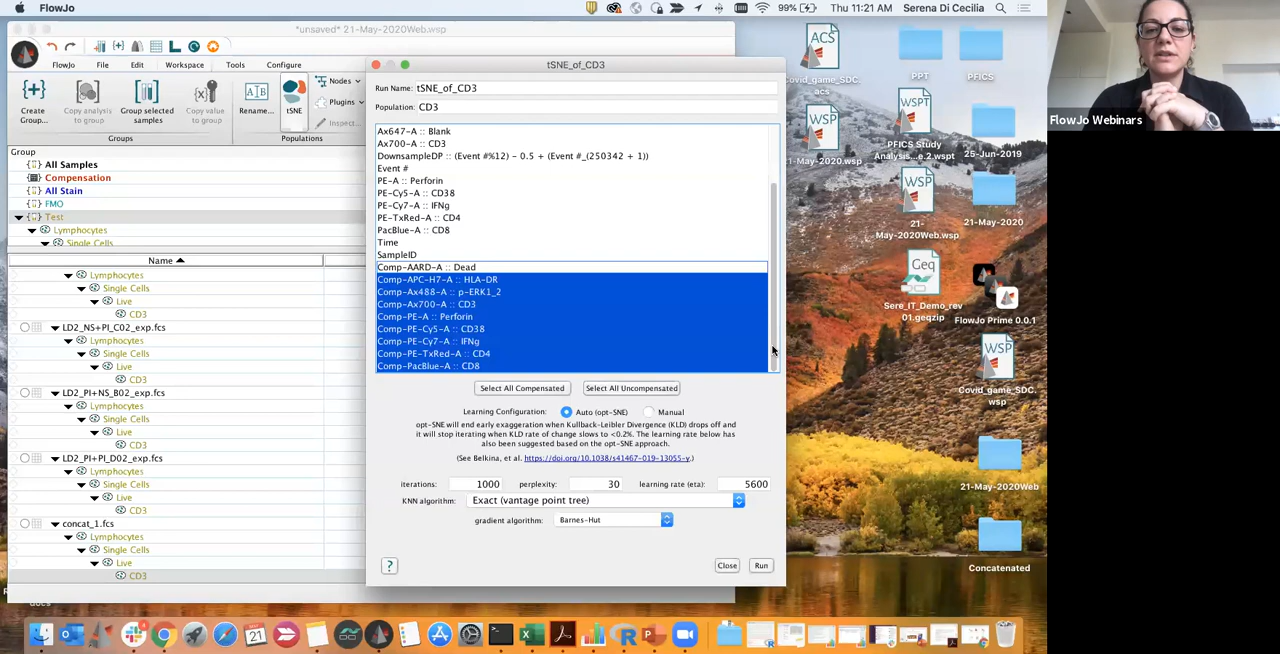 FlowJo
99%
Thu 11:21 AM
Serena Di Cecilia
*unsaved* 21-May-2020Web.wsp
FlowJo
File
Edit
Workspace
Tools
Configure
Create
Group...
Copy analysis
to group
Group selected
samples
Copy value
to group
Groups
Rename...
tSNE
Nodes
Plugins
Inspect...
Populations
Group
All Samples
Compensation
All Stain
FMO
Test
Lymphocytes
Single Cells
Name
Lymphocytes
Single Cells
Live
CD3
LD2_NS+PI_C02_exp.fcs
Lymphocytes
Single Cells
Live
CD3
LD2_PI+NS_B02_exp.fcs
Lymphocytes
Single Cells
Live
CD3
LD2_PI+PI_D02_exp.fcs
Lymphocytes
Single Cells
Live
CD3
concat_1.fcs
Lymphocytes
Single Cells
Live
CD3
docs
tSNE_of_CD3
Run Name: tSNE_of_CD3
Population: CD3
Ax647-A :: Blank
Ax700-A :: CD3
DownsampleDP :: (Event #%12) - 0.5 + (Event #_(250342 + 1))
Event #
PE-A :: Perforin
PE-Cy5-A :: CD38
PE-Cy7-A :: IFNg
PE-TxRed-A :: CD4
PacBlue-A :: CD8
Time
SampleID
Comp-AARD-A :: Dead
Comp-APC-H7-A :: HLA-DR
Comp-Ax488-A :: p-ERK1_2
Comp-Ax700-A :: CD3
Comp-PE-A :: Perforin
Comp-PE-Cy5-A :: CD38
Comp-PE-Cy7-A :: IFNg
Comp-PE-TxRed-A :: CD4
Comp-PacBlue-A :: CD8
Select All Compensated
Select All Uncompensated
Learning Configuration: Auto (opt-SNE) Manual
opt-SNE will end early exaggeration when Kullback-Leibler Divergence (KLD) drops off and
it will stop iterating when KLD rate of change slows to <0.2%. The learning rate below has
also been suggested based on the opt-SNE approach.
(See Belkina, et al. https://doi.org/10.1038/s41467-019-13055-y.)
iterations: 1000 perplexity: 30 learning rate (eta): 5600
KNN algorithm: Exact (vantage point tree)
gradient algorithm: Barnes-Hut
?
Close
Run
ACS
Covid_game_SDC.
acs
PPT
PFICS
WSP
21-May-2020.wsp
WSPT
PFICS Study
Analysis...e.2.wspt
25-Jun-2019
WSP
21-
May-2020Web.wsp
21-May-2020
Geq
Sere_IT_Demo_rev
01.geqzip
FlowJo Prime 0.0.1
WSP
Covid_game_SDC.
wsp
21-May-2020Web
Concatenated
FlowJo Webinars